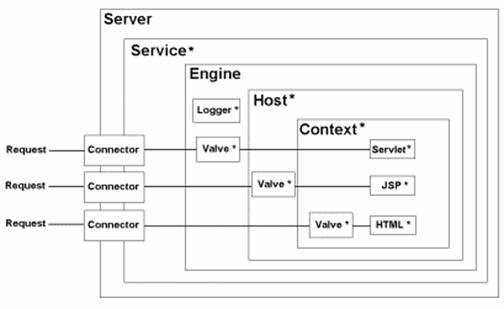 Server
Service*
Engine
Logger *
Host*
Context*
Request Connector Valve * Servlet*
Request Connector Valve * JSP *
Request Connector Valve * HTML *